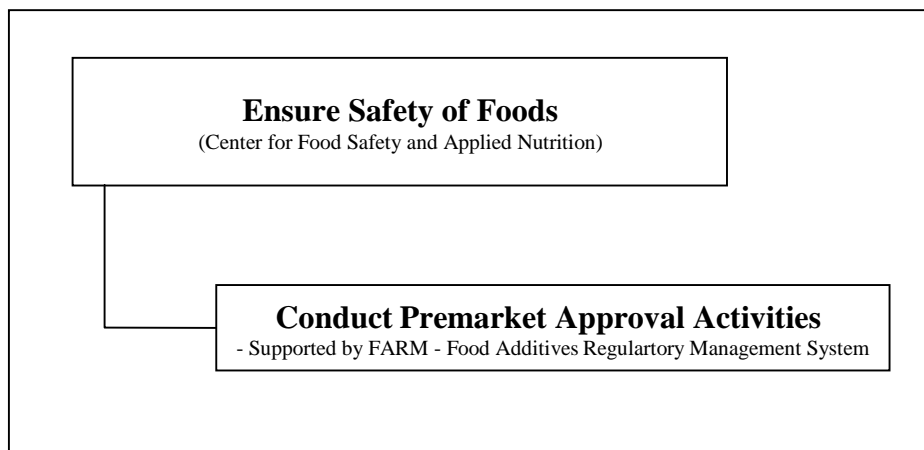 Ensure Safety of Foods
(Center for Food Safety and Applied Nutrition)
Conduct Premarket Approval Activities
- Supported by FARM - Food Additives Regulartory Management System